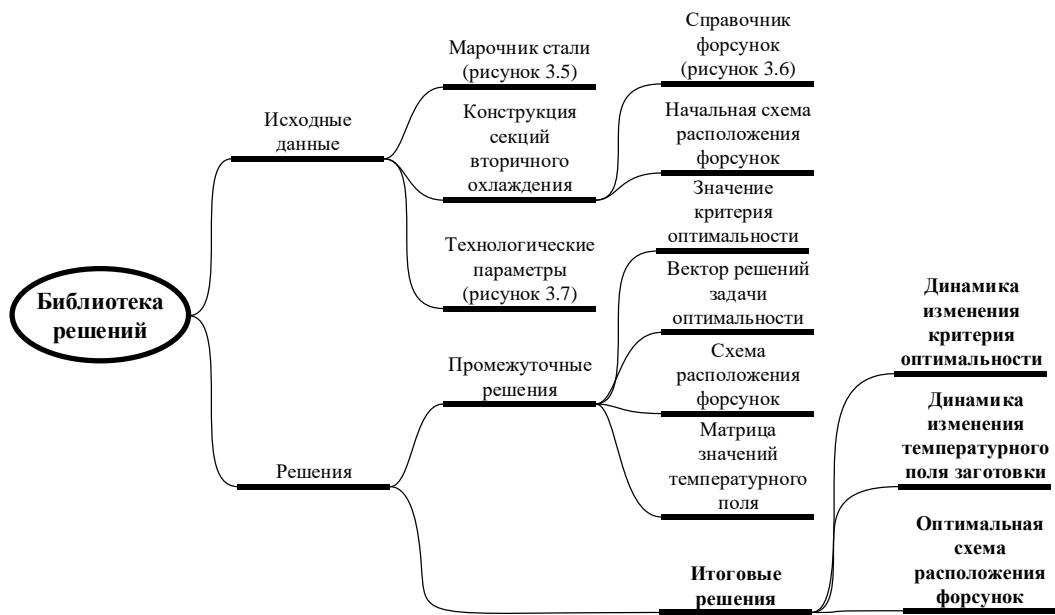 Библиотека
решений
Исходные
данные
Марочник стали
(рисунок 3.5)
Конструкция
секций
вторичного
охлаждения
Справочник
форсунок
(рисунок 3.6)
Начальная схема
расположения
форсунок
Технологические
параметры
(рисунок 3.7)
Решения
Промежуточные
решения
Значение
критерия
оптимальности
Вектор решений
задачи
оптимальности
Схема
расположения
форсунок
Матрица
значений
температурного
поля
Итоговые
решения
Динамика
изменения
критерия
оптимальности
Динамика
изменения
температурного
поля заготовки
Оптимальная
схема
расположения
форсунок